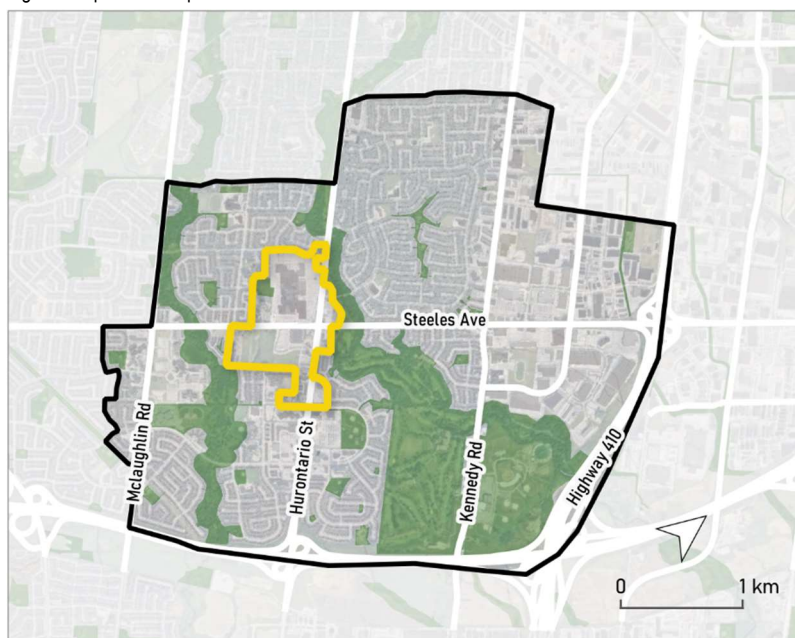 Steeles Ave
Mclaughlin Rd
Hurontario St
Kennedy Rd
Highway 410
0 1 km